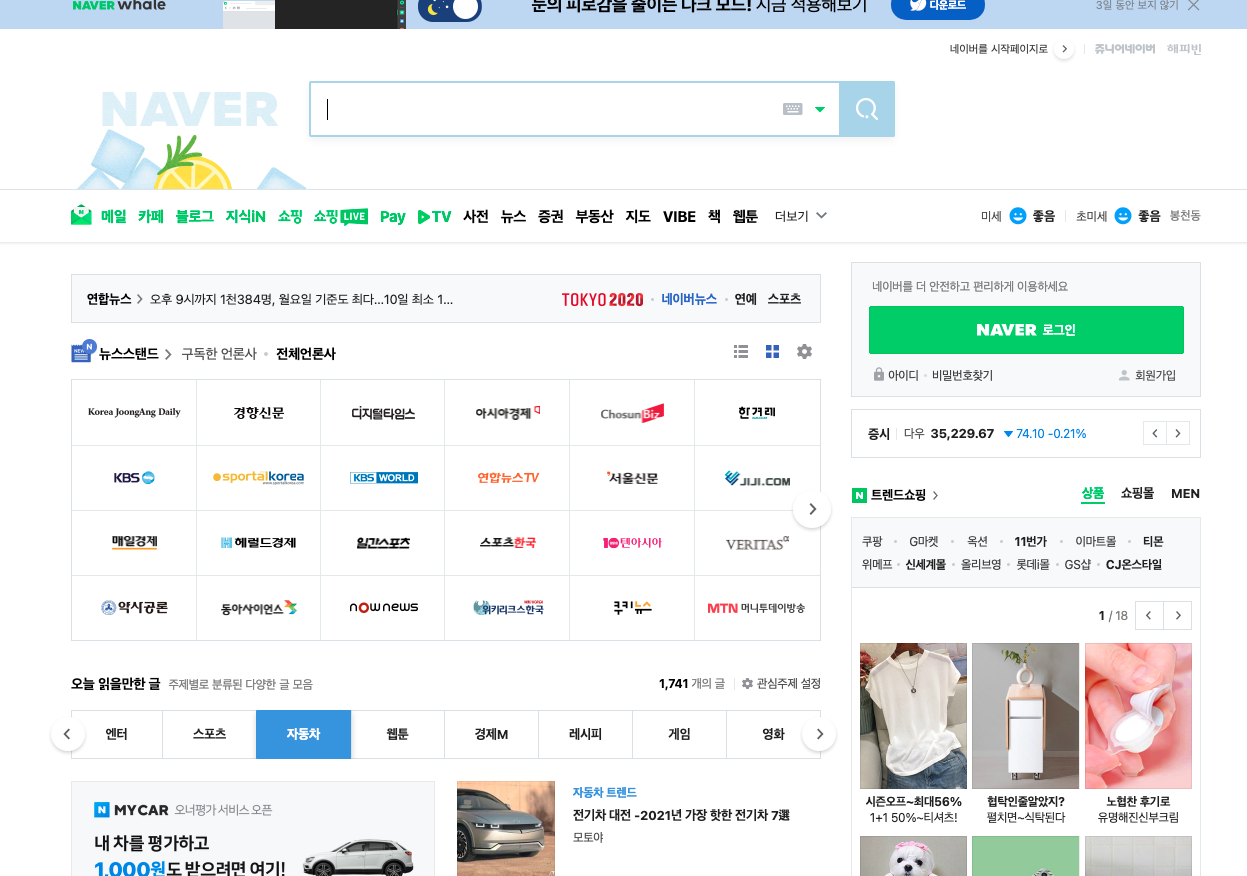 NAVER whale
눈의 피로감을 줄이는 다크 모드! 지금 적용해보기
다운로드
3일 동안 보지 않기
네이버를 시작페이지로
쥬니어네이버
해피빈
NAVER
메일 카페 블로그 지식iN 쇼핑 쇼핑LIVE Pay TV 사전 뉴스 증권 부동산 지도 VIBE 책 웹툰 더보기
미세 좋음 초미세 좋음 봉천동
연합뉴스 오후 9시까지 1천384명, 월요일 기준도 최다…10일 최소 1…
TOKYO 2020 네이버뉴스 연예 스포츠
뉴스스탠드 구독한 언론사 전체언론사
Korea JoongAng Daily 경향신문 디지털타임스 아시아경제 ChosunBiz 한겨레
KBS sportalkorea KBS WORLD 연합뉴스TV 서울신문 JIJI.COM
매일경제 헤럴드경제 일간스포츠 스포츠한국 텐아시아 VERITASα
약사공론 동아사이언스 nownews 위키리크스한국 쿠키뉴스 MTN 머니투데이방송
오늘 읽을만한 글 주제별로 분류된 다양한 글 모음
1,741 개의 글 관심주제 설정
엔터 스포츠 자동차 웹툰 경제M 레시피 게임 영화
N MYCAR 오너평가 서비스 오픈
내 차를 평가하고
1,000원도 받으려면 여기!
자동차 트렌드
전기차 대전 -2021년 가장 핫한 전기차 7選
모토야
네이버를 더 안전하고 편리하게 이용하세요
NAVER 로그인
아이디 비밀번호찾기 회원가입
증시 다우 35,229.67 ▼74.10 -0.21%
N 트렌드쇼핑
상품 쇼핑몰 MEN
쿠팡 G마켓 옥션 11번가 이마트몰 티몬
위메프 신세계몰 올리브영 롯데i몰 GS샵 CJ온스타일
1 / 18
시즌오프~최대56%
1+1 50%~티셔츠!
협탁인줄알았지?
펼치면~식탁된다
노협찬 후기로
유명해진신부크림